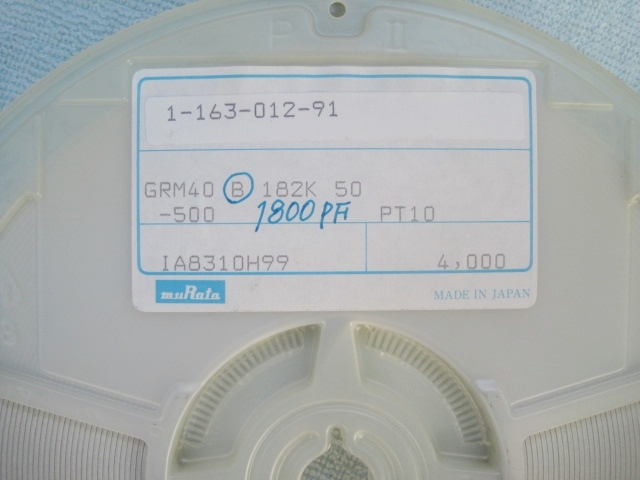 P II
1-163-012-91
GRM40 B 182K 50
-500 1800PF PT10
IA8310H99 4,000
muRata MADE IN JAPAN